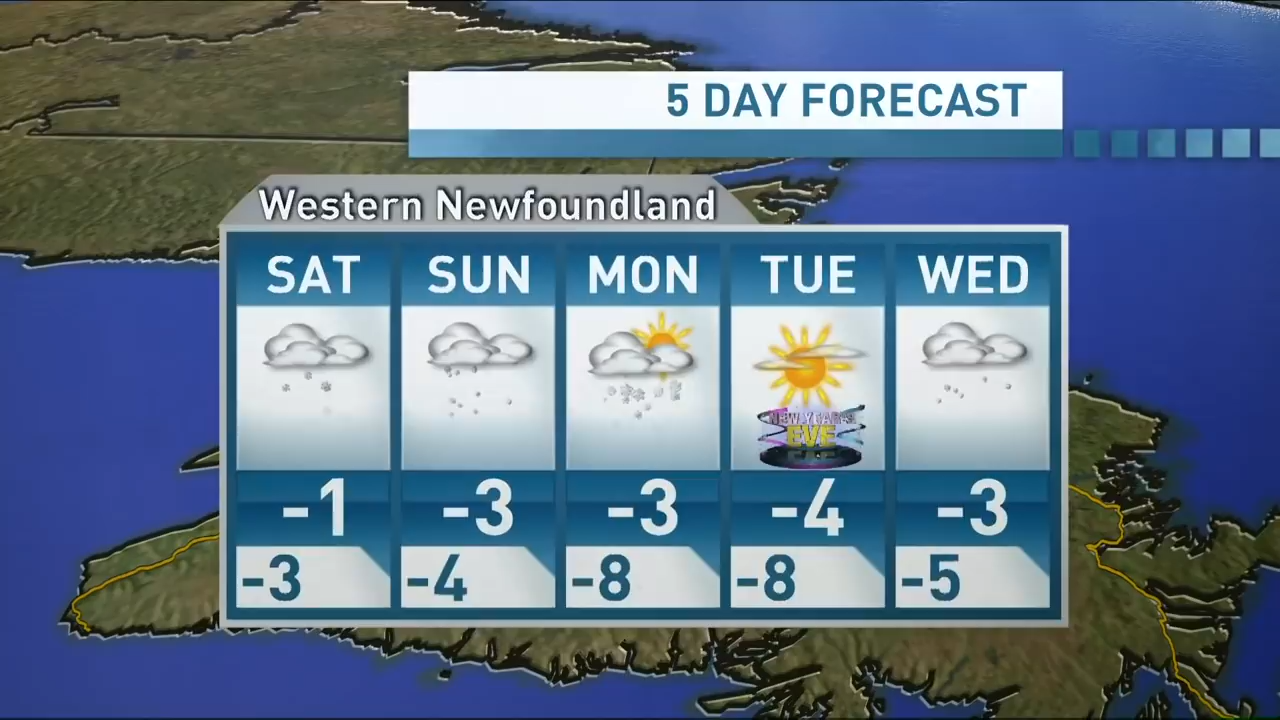 5 DAY FORECAST
Western Newfoundland
SAT SUN MON TUE WED
NEW YEAR'S
EVE
-1 -3 -3 -4 -3
-3 -4 -8 -8 -5